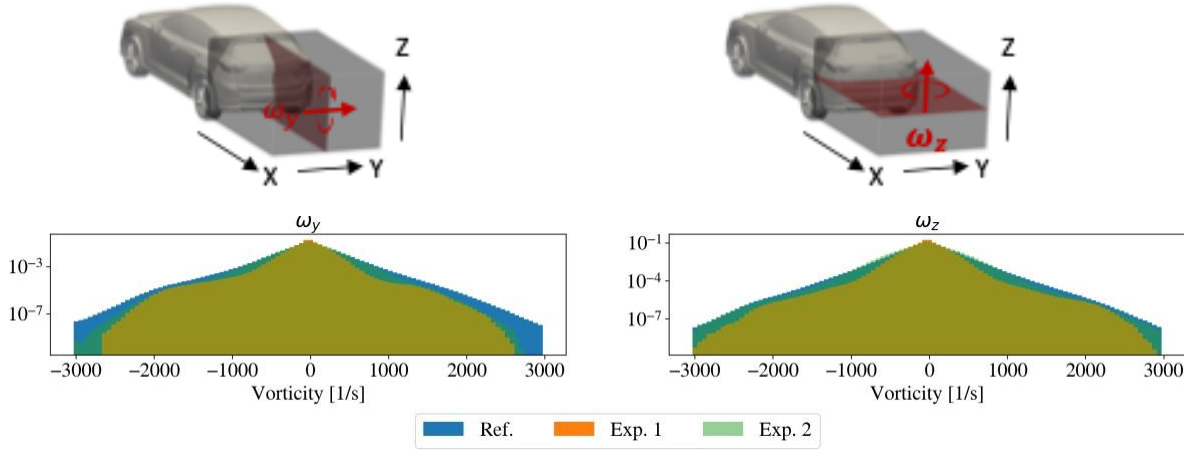 Z
Z
ω_y
ω_z
X
Y
X
Y
ω_y
ω_z
10⁻³
10⁻⁷
10⁻¹
10⁻⁴
10⁻⁷
−3000 −2000 −1000 0 1000 2000 3000
−3000 −2000 −1000 0 1000 2000 3000
Vorticity [1/s]
Vorticity [1/s]
Ref. Exp. 1 Exp. 2